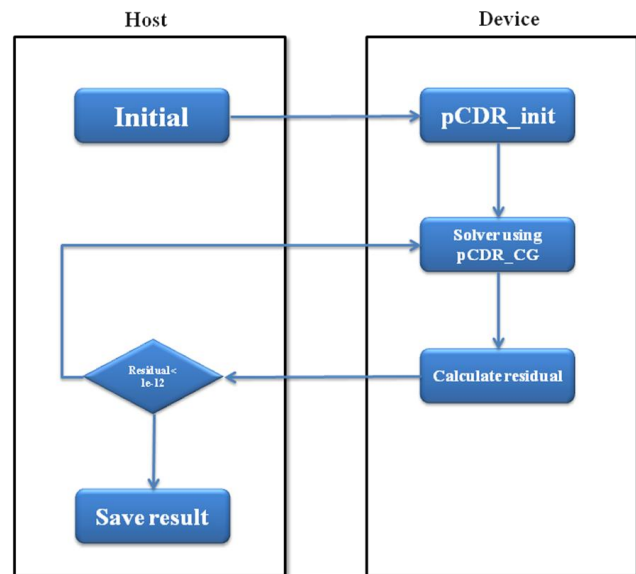 Host
Device
Initial
pCDR_init
Solver using
pCDR_CG
Residual<
1e-12
Calculate residual
Save result